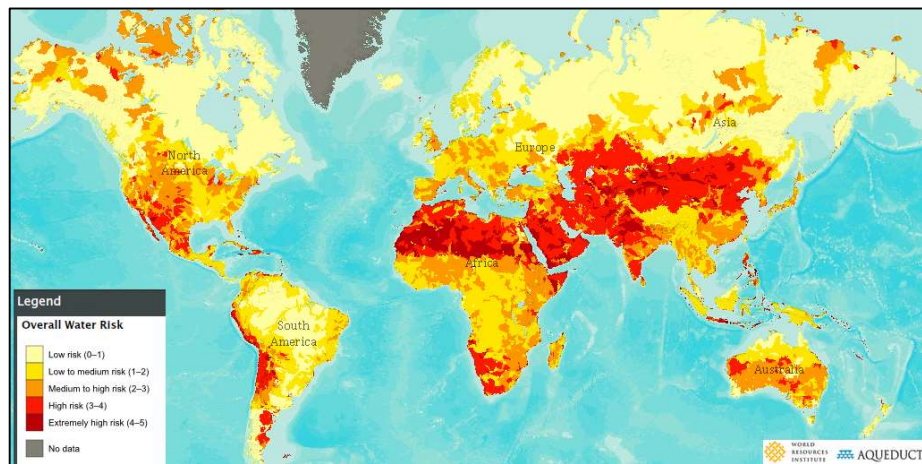 North
America
Europe
Asia
Africa
South
America
Australia
Legend
Overall Water Risk
Low risk (0–1)
Low to medium risk (1–2)
Medium to high risk (2–3)
High risk (3–4)
Extremely high risk (4–5)
No data
WORLD
RESOURCES
INSTITUTE
AQUEDUCT